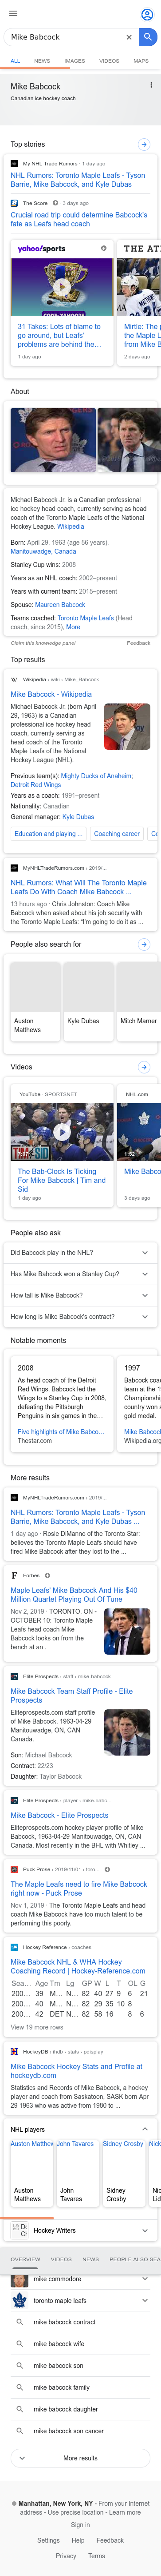 Mike Babcock
ALL NEWS IMAGES VIDEOS MAPS
Mike Babcock
Canadian ice hockey coach
Top stories
My NHL Trade Rumors · 1 day ago
NHL Rumors: Toronto Maple Leafs - Tyson
Barrie, Mike Babcock, and Kyle Dubas
The Score · 3 days ago
Crucial road trip could determine Babcock's
fate as Leafs head coach
yahoo!sports
31 Takes: Lots of blame to
go around, but Leafs'
problems are behind the...
1 day ago
THE AT
Mirtle: The
the Maple L
from Mike B
2 days ago
About
Michael Babcock Jr. is a Canadian professional
ice hockey head coach, currently serving as head
coach of the Toronto Maple Leafs of the National
Hockey League. Wikipedia
Born: April 29, 1963 (age 56 years),
Manitouwadge, Canada
Stanley Cup wins: 2008
Years as an NHL coach: 2002–present
Years with current team: 2015–present
Spouse: Maureen Babcock
Teams coached: Toronto Maple Leafs (Head
coach, since 2015), More
Claim this knowledge panel Feedback
Top results
Wikipedia › wiki › Mike_Babcock
Mike Babcock - Wikipedia
Michael Babcock Jr. (born April
29, 1963) is a Canadian
professional ice hockey head
coach, currently serving as
head coach of the Toronto
Maple Leafs of the National
Hockey League (NHL).
Previous team(s): Mighty Ducks of Anaheim;
Detroit Red Wings
Years as a coach: 1991–present
Nationality: Canadian
General manager: Kyle Dubas
Education and playing ... Coaching career
MyNHLTradeRumors.com › 2019/...
NHL Rumors: What Will The Toronto Maple
Leafs Do With Coach Mike Babcock ...
13 hours ago · Chris Johnston: Coach Mike
Babcock when asked about his job security with
the Toronto Maple Leafs: "I'm going to do it as ...
People also search for
Auston
Matthews
Kyle Dubas
Mitch Marner
Videos
YouTube · SPORTSNET
TIM & SID
The Bab-Clock Is Ticking
For Mike Babcock | Tim and
Sid
1 day ago
NHL.com
1:52
Mike Babco
3 days ago
People also ask
Did Babcock play in the NHL?
Has Mike Babcock won a Stanley Cup?
How tall is Mike Babcock?
How long is Mike Babcock's contract?
Notable moments
2008
As head coach of the Detroit
Red Wings, Babcock led the
Wings to a Stanley Cup in 2008,
defeating the Pittsburgh
Penguins in six games in the...
Five highlights of Mike Babco...
Thestar.com
1997
Babcock coac
team at the 19
Championshi
country won a
gold medal.
Mike Babcock
Wikipedia.org
More results
MyNHLTradeRumors.com › 2019/...
NHL Rumors: Toronto Maple Leafs - Tyson
Barrie, Mike Babcock, and Kyle Dubas ...
1 day ago · Rosie DiManno of the Toronto Star:
believes the Toronto Maple Leafs should have
fired Mike Babcock after they lost to the ...
Forbes
Maple Leafs' Mike Babcock And His $40
Million Quartet Playing Out Of Tune
Nov 2, 2019 · TORONTO, ON -
OCTOBER 10: Toronto Maple
Leafs head coach Mike
Babcock looks on from the
bench at an ...
Elite Prospects › staff › mike-babcock
Mike Babcock Team Staff Profile - Elite
Prospects
Eliteprospects.com staff profile
of Mike Babcock, 1963-04-29
Manitouwadge, ON, CAN
Canada.
Son: Michael Babcock
Contract: 22/23
Daughter: Taylor Babcock
Elite Prospects › player › mike-babc...
Mike Babcock - Elite Prospects
Eliteprospects.com hockey player profile of Mike
Babcock, 1963-04-29 Manitouwadge, ON, CAN
Canada. Most recently in the BHL with Whitley ...
Puck Prose › 2019/11/01 › toro...
The Maple Leafs need to fire Mike Babcock
right now - Puck Prose
Nov 1, 2019 · The Toronto Maple Leafs and head
coach Mike Babcock have too much talent to be
performing this poorly.
Hockey Reference › coaches
Mike Babcock NHL & WHA Hockey
Coaching Record | Hockey-Reference.com
Sea... Age Tm Lg GP W L T OL G
200... 39 M... N... 82 40 27 9 6 21
200... 40 M... N... 82 29 35 10 8
200... 42 DET N... 82 58 16 8 6
View 19 more rows
HockeyDB › ihdb › stats › pdisplay
Mike Babcock Hockey Stats and Profile at
hockeydb.com
Statistics and Records of Mike Babcock, a hockey
player and coach from Saskatoon, SASK born Apr
29 1963 who was active from 1980 to ...
NHL players
Auston Matthews
John Tavares
Sidney Crosby
Auston
Matthews
John
Tavares
Sidney
Crosby
Nic
Lid
Hockey Writers
OVERVIEW VIDEOS NEWS PEOPLE ALSO SEA
mike commodore
toronto maple leafs
mike babcock contract
mike babcock wife
mike babcock son
mike babcock family
mike babcock daughter
mike babcock son cancer
More results
Manhattan, New York, NY - From your Internet
address - Use precise location - Learn more
Sign in
Settings Help Feedback
Privacy Terms